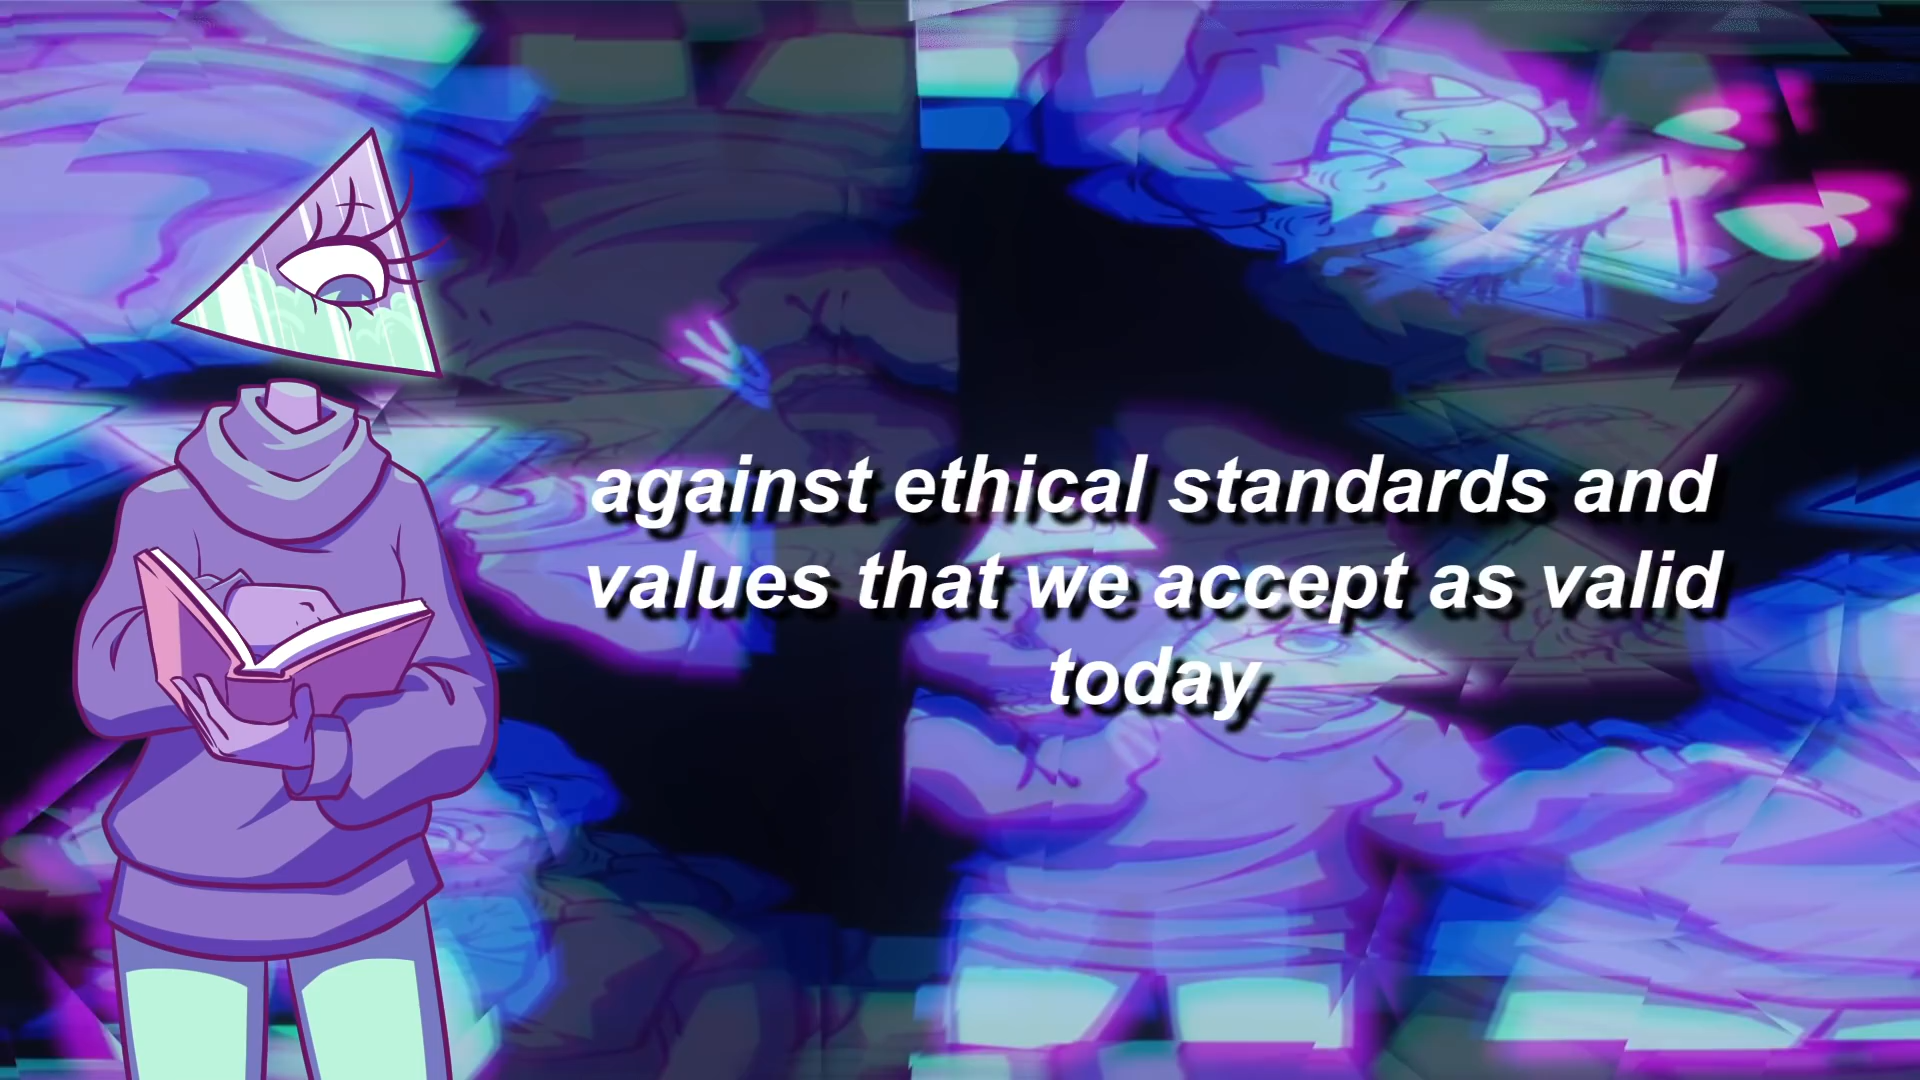 against ethical standards and
values that we accept as valid
today